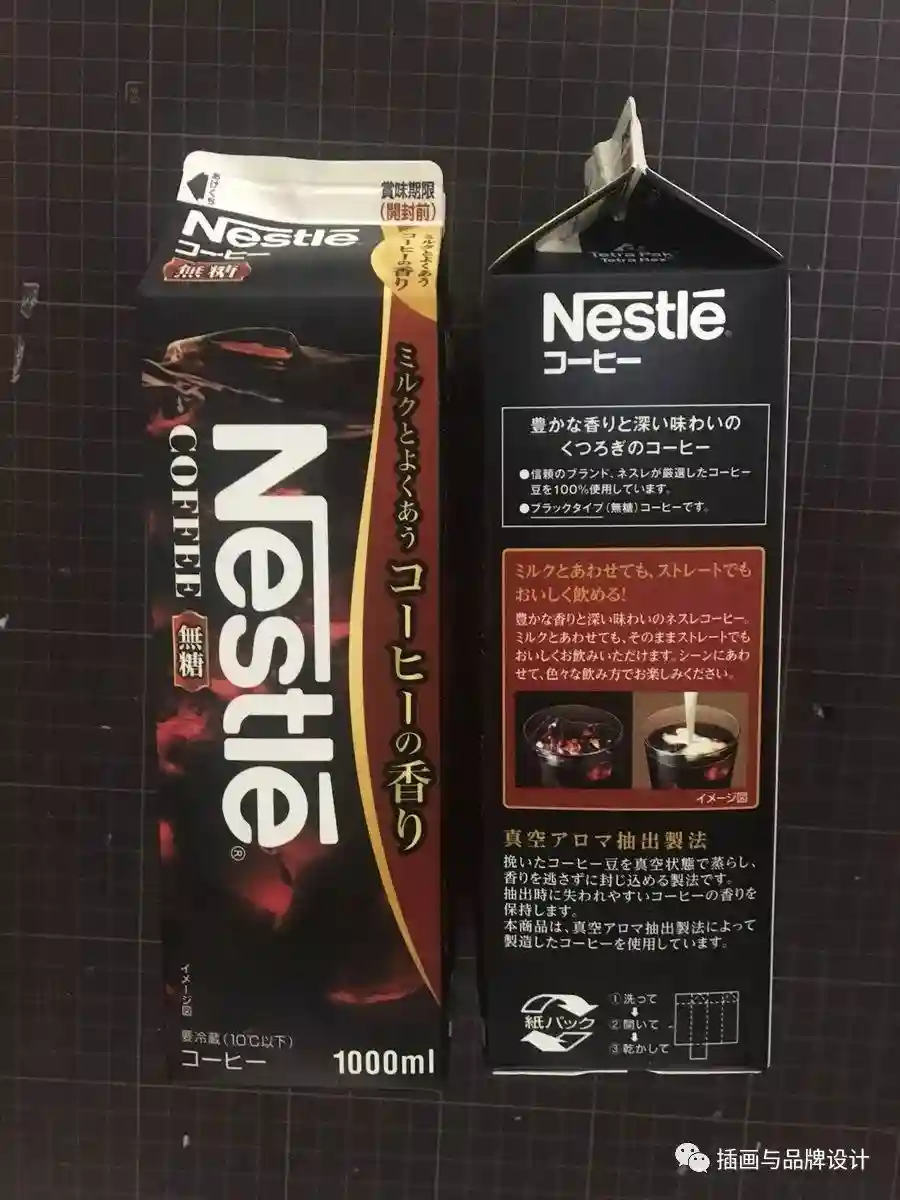 あけくち
賞味期限
(開封前)
Nestlé
コーヒー
無糖
ミルクとよくあう
コーヒーの香り
ミルクとよくあう コーヒーの香り
Nestlé®
COFFEE 無糖
イメージ図
要冷蔵(10℃以下)
コーヒー
1000ml
Tetra Pak
Tetra Rex
Nestlé
コーヒー
豊かな香りと深い味わいの
くつろぎのコーヒー
●信頼のブランド、ネスレが厳選したコーヒー
豆を100%使用しています。
●ブラックタイプ(無糖)コーヒーです。
ミルクとあわせても、ストレートでも
おいしく飲める!
豊かな香りと深い味わいのネスレコーヒー。
ミルクとあわせても、そのままストレートでも
おいしくお飲みいただけます。シーンにあわ
せて、色々な飲み方でお楽しみください。
イメージ図
真空アロマ抽出製法
挽いたコーヒー豆を真空状態で蒸らし、
香りを逃さずに封じ込める製法です。
抽出時に失われやすいコーヒーの香りを
保持します。
本商品は、真空アロマ抽出製法によって
製造したコーヒーを使用しています。
紙パック
①洗って
②開いて
③乾かして
插画与品牌设计